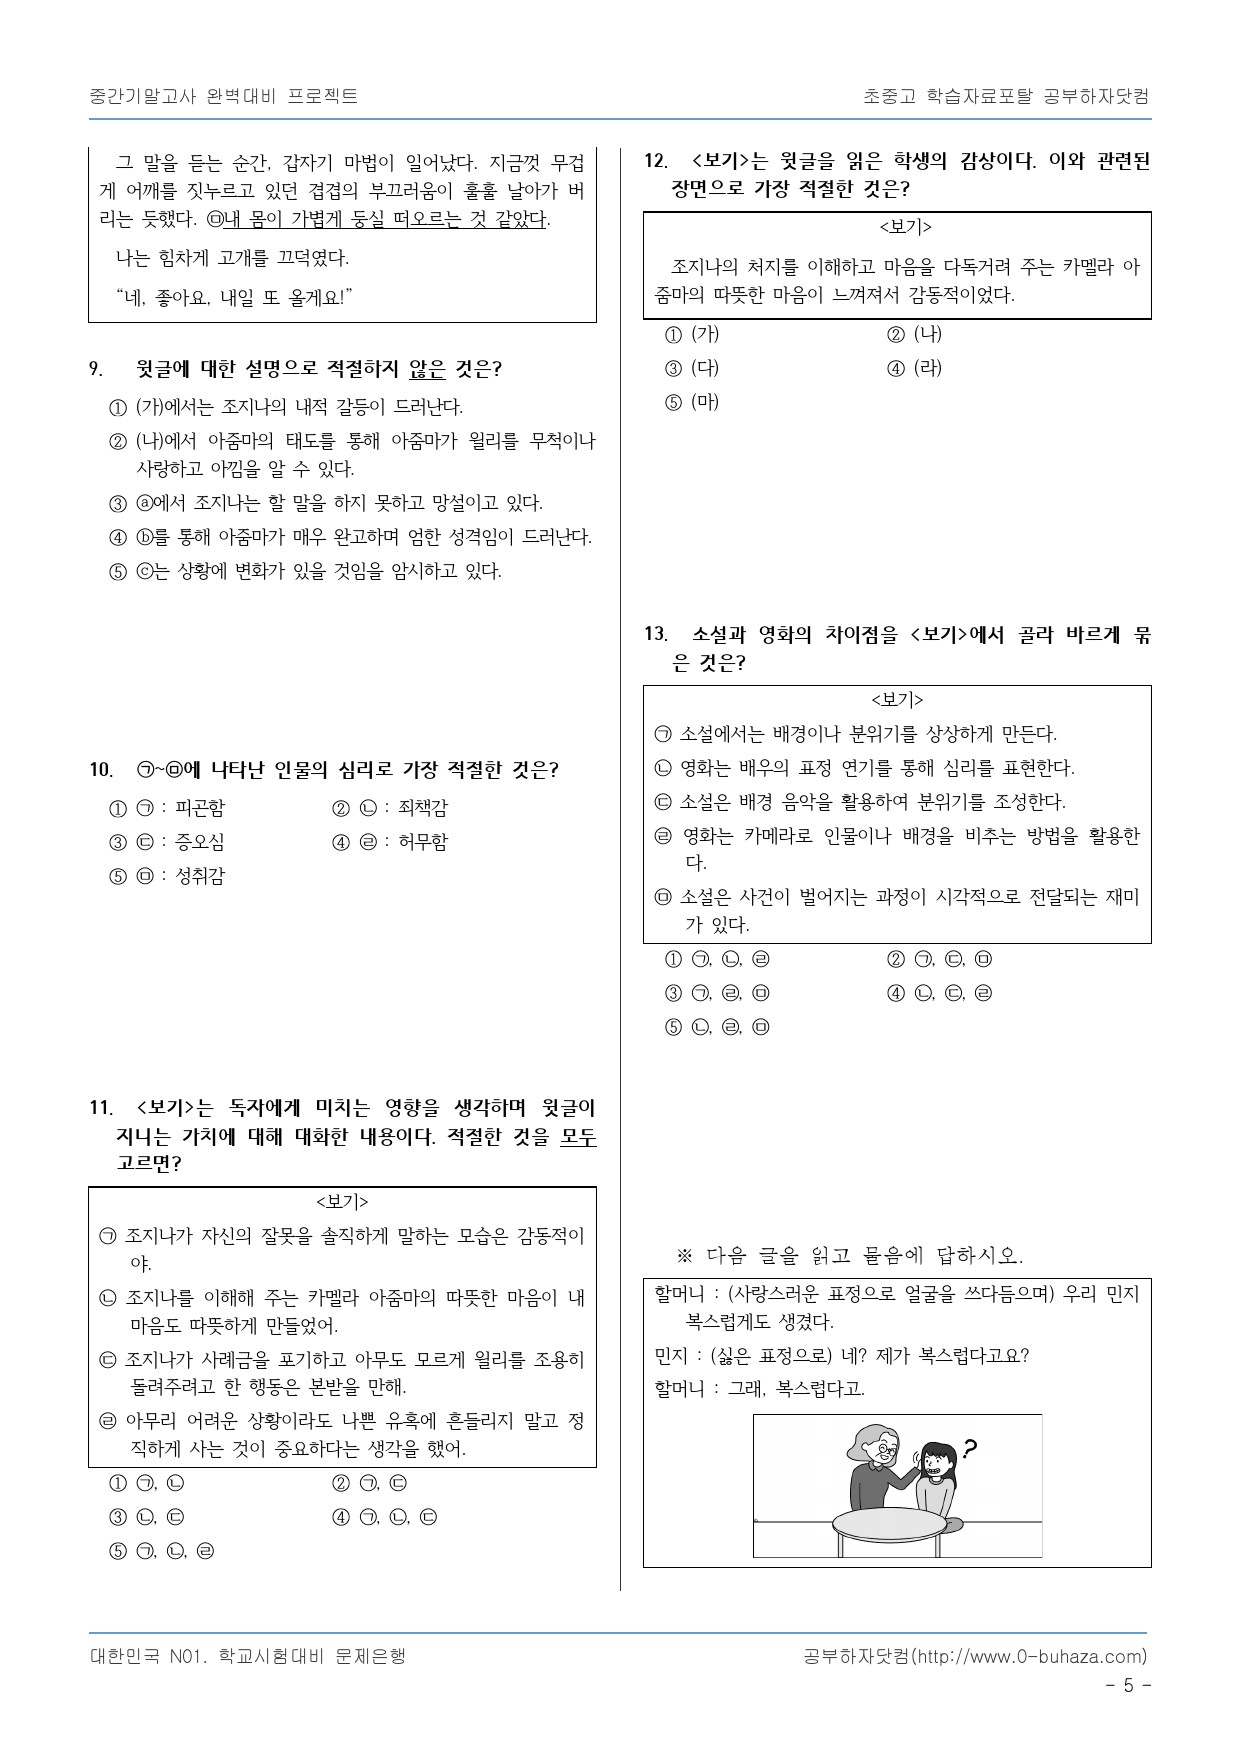 중간기말고사 완벽대비 프로젝트
초중고 학습자료포탈 공부하자닷컴
그 말을 듣는 순간, 갑자기 마법이 일어났다. 지금껏 무겁
게 어깨를 짓누르고 있던 겹겹의 부끄러움이 훌훌 날아가 버
리는 듯했다. ㉤내 몸이 가볍게 둥실 떠오르는 것 같았다.
나는 힘차게 고개를 끄덕였다.
“네, 좋아요, 내일 또 올게요!”
9. 윗글에 대한 설명으로 적절하지 않은 것은?
① (가)에서는 조지나의 내적 갈등이 드러난다.
② (나)에서 아줌마의 태도를 통해 아줌마가 윌리를 무척이나
사랑하고 아낌을 알 수 있다.
③ ⓐ에서 조지나는 할 말을 하지 못하고 망설이고 있다.
④ ⓑ를 통해 아줌마가 매우 완고하며 엄한 성격임이 드러난다.
⑤ ⓒ는 상황에 변화가 있을 것임을 암시하고 있다.
10. ㉠~㉤에 나타난 인물의 심리로 가장 적절한 것은?
① ㉠ : 피곤함 ② ㉡ : 죄책감
③ ㉢ : 증오심 ④ ㉣ : 허무함
⑤ ㉤ : 성취감
11. <보기>는 독자에게 미치는 영향을 생각하며 윗글이
지니는 가치에 대해 대화한 내용이다. 적절한 것을 모두
고르면?
<보기>
㉠ 조지나가 자신의 잘못을 솔직하게 말하는 모습은 감동적이
야.
㉡ 조지나를 이해해 주는 카멜라 아줌마의 따뜻한 마음이 내
마음도 따뜻하게 만들었어.
㉢ 조지나가 사례금을 포기하고 아무도 모르게 윌리를 조용히
돌려주려고 한 행동은 본받을 만해.
㉣ 아무리 어려운 상황이라도 나쁜 유혹에 흔들리지 말고 정
직하게 사는 것이 중요하다는 생각을 했어.
① ㉠, ㉡ ② ㉠, ㉢
③ ㉡, ㉢ ④ ㉠, ㉡, ㉢
⑤ ㉠, ㉡, ㉣
12. <보기>는 윗글을 읽은 학생의 감상이다. 이와 관련된
장면으로 가장 적절한 것은?
<보기>
조지나의 처지를 이해하고 마음을 다독거려 주는 카멜라 아
줌마의 따뜻한 마음이 느껴져서 감동적이었다.
① (가) ② (나)
③ (다) ④ (라)
⑤ (마)
13. 소설과 영화의 차이점을 <보기>에서 골라 바르게 묶
은 것은?
<보기>
㉠ 소설에서는 배경이나 분위기를 상상하게 만든다.
㉡ 영화는 배우의 표정 연기를 통해 심리를 표현한다.
㉢ 소설은 배경 음악을 활용하여 분위기를 조성한다.
㉣ 영화는 카메라로 인물이나 배경을 비추는 방법을 활용한
다.
㉤ 소설은 사건이 벌어지는 과정이 시각적으로 전달되는 재미
가 있다.
① ㉠, ㉡, ㉣ ② ㉠, ㉢, ㉤
③ ㉠, ㉣, ㉤ ④ ㉡, ㉢, ㉣
⑤ ㉡, ㉣, ㉤
※ 다음 글을 읽고 물음에 답하시오.
할머니 : (사랑스러운 표정으로 얼굴을 쓰다듬으며) 우리 민지
복스럽게도 생겼다.
민지 : (싫은 표정으로) 네? 제가 복스럽다고요?
할머니 : 그래, 복스럽다고.
?
대한민국 N01. 학교시험대비 문제은행
공부하자닷컴(http://www.0-buhaza.com)
- 5 -